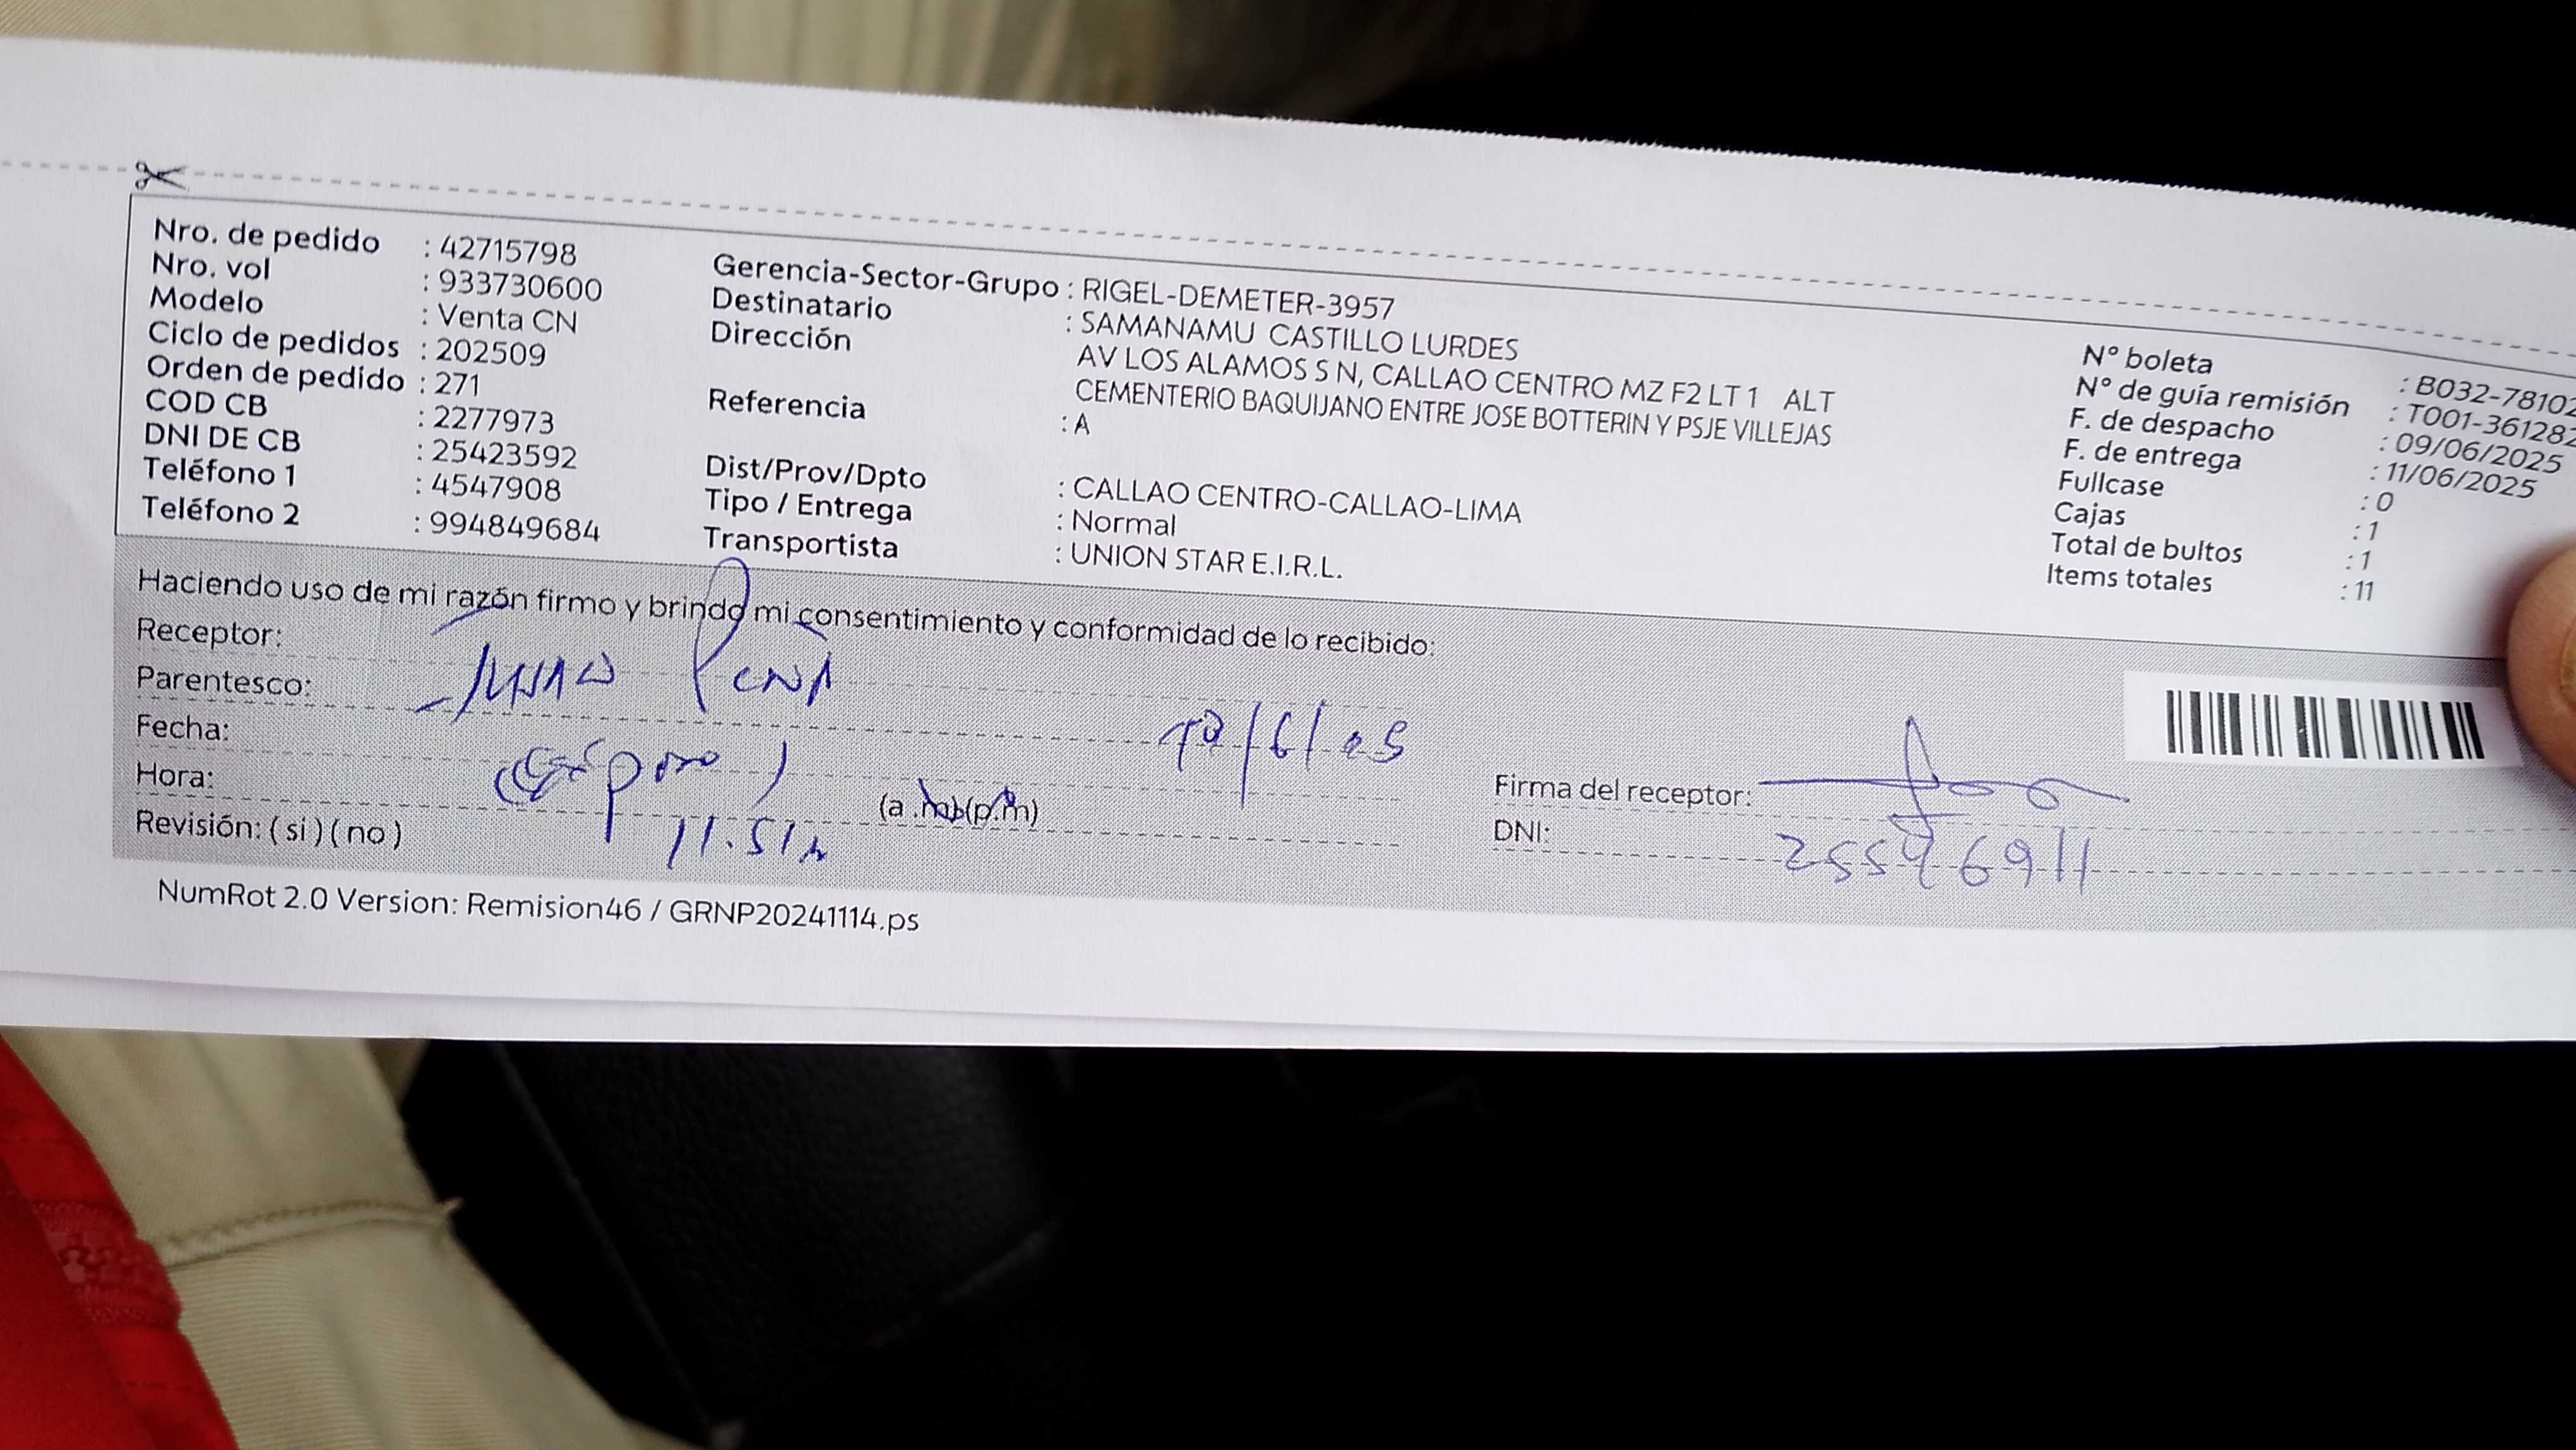 Nro. de pedido : 42715798
Nro. vol : 933730600
Modelo : Venta CN
Ciclo de pedidos : 202509
Orden de pedido : 271
COD CB : 2277973
DNI DE CB : 25423592
Teléfono 1 : 4547908
Teléfono 2 : 994849684
Gerencia-Sector-Grupo : RIGEL-DEMETER-3957
Destinatario : SAMANAMU CASTILLO LURDES
Dirección AV LOS ALAMOS S N, CALLAO CENTRO MZ F2 LT 1 ALT
CEMENTERIO BAQUIJANO ENTRE JOSE BOTTERIN Y PSJE VILLEJAS
Referencia : A
Dist/Prov/Dpto : CALLAO CENTRO-CALLAO-LIMA
Tipo / Entrega : Normal
Transportista : UNION STAR E.I.R.L.
N° boleta : B032-78102
N° de guía remisión : T001-361282
F. de despacho : 09/06/2025
F. de entrega : 11/06/2025
Fullcase : 0
Cajas : 1
Total de bultos : 1
Items totales : 11
Haciendo uso de mi razón firmo y brindo mi consentimiento y conformidad de lo recibido:
Receptor:
Parentesco:
Fecha:
Hora: (a.m) (p.m)
11.51
Revisión: ( si ) ( no )
Firma del receptor:
DNI:
NumRot 2.0 Version: Remision46 / GRNP20241114.ps